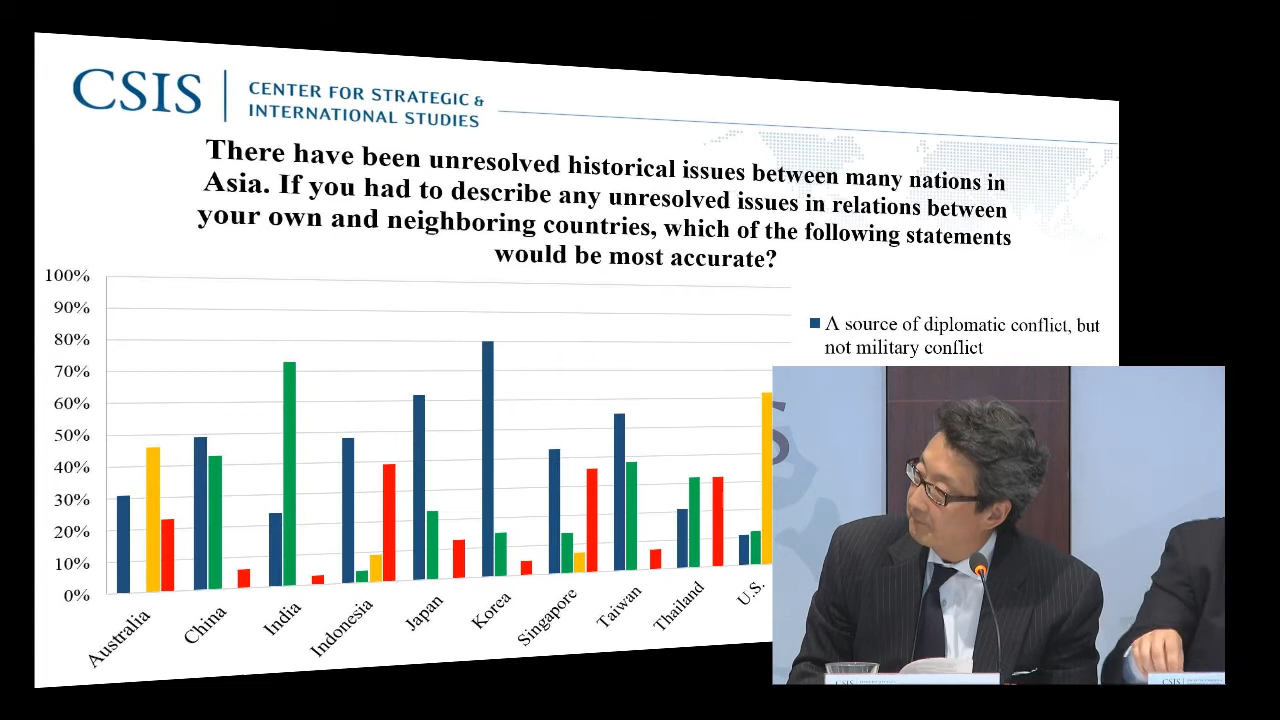 CSIS
CENTER FOR STRATEGIC &
INTERNATIONAL STUDIES
There have been unresolved historical issues between many nations in
Asia. If you had to describe any unresolved issues in relations between
your own and neighboring countries, which of the following statements
would be most accurate?
100%
90%
80%
70%
60%
50%
40%
30%
20%
10%
0%
Australia
China
India
Indonesia
Japan
Korea
Singapore
Taiwan
Thailand
U.S.
A source of diplomatic conflict, but
not military conflict
CSIS
CSIS